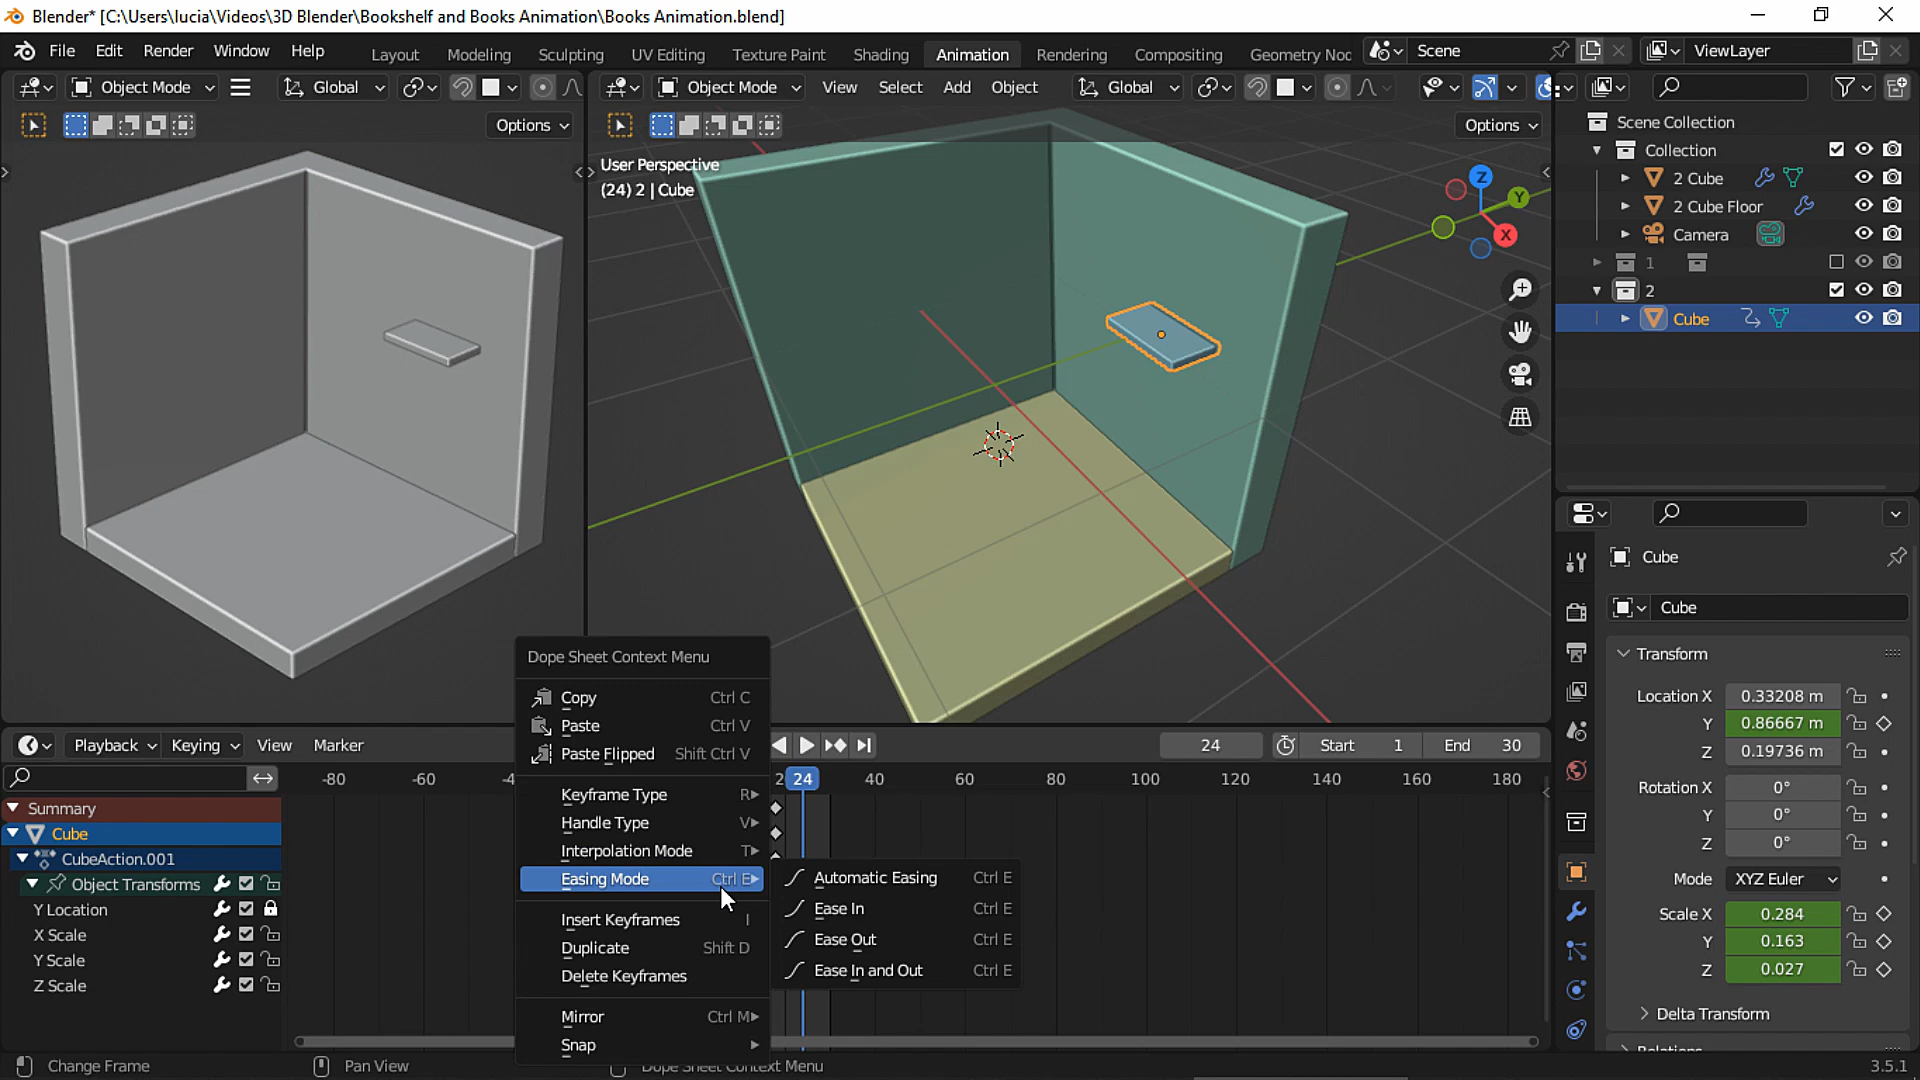 Blender* [C:\Users\lucia\Videos\3D Blender\Bookshelf and Books Animation\Books Animation.blend]
File Edit Render Window Help Layout Modeling Sculpting UV Editing Texture Paint Shading Animation Rendering Compositing Geometry Noc Scene ViewLayer
Object Mode Global Object Mode View Select Add Object Global
Options Options
User Perspective
(24) 2 | Cube
Z
Y
X
Scene Collection
Collection
2 Cube
2 Cube Floor
Camera
1
2
Cube
Cube
Cube
Transform
Location X 0.33208 m
Y 0.86667 m
Z 0.19736 m
Rotation X 0°
Y 0°
Z 0°
Mode XYZ Euler
Scale X 0.284
Y 0.163
Z 0.027
Delta Transform
Relations
Dope Sheet Context Menu
Copy Ctrl C
Paste Ctrl V
Paste Flipped Shift Ctrl V
Keyframe Type R
Handle Type V
Interpolation Mode T
Easing Mode Ctrl E
Insert Keyframes I
Duplicate Shift D
Delete Keyframes
Mirror Ctrl M
Snap
Automatic Easing Ctrl E
Ease In Ctrl E
Ease Out Ctrl E
Ease In and Out Ctrl E
Playback Keying View Marker 24 Start 1 End 30
-80 -60 -4 2 24 40 60 80 100 120 140 160 180
Summary
Cube
CubeAction.001
Object Transforms
Y Location
X Scale
Y Scale
Z Scale
Change Frame Pan View Dope Sheet Context Menu 3.5.1